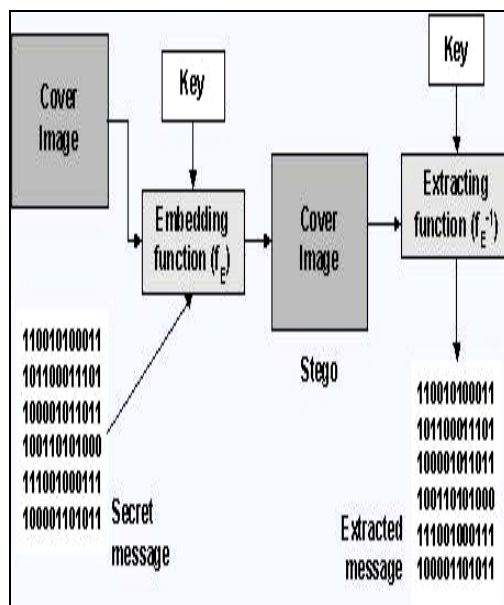 Cover
Image
Key
Embedding
function (fE)
Cover
Image
Stego
Key
Extracting
function (fE-1)
110010100011
101100011101
100001011011
100110101000
111001000111
100001101011
Secret
message
110010100011
101100011101
100001011011
100110101000
111001000111
100001101011
Extracted
message